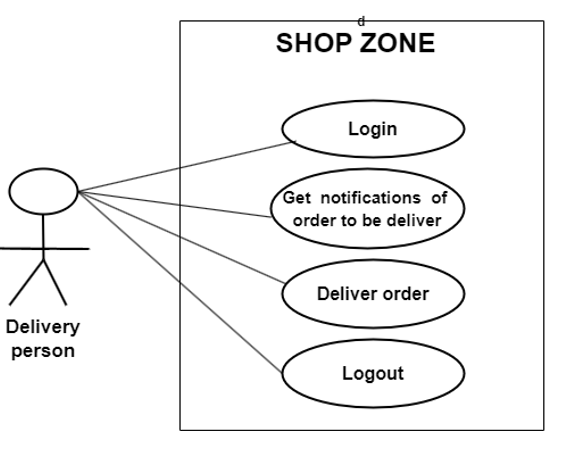 d
SHOP ZONE
Login
Get notifications of
order to be deliver
Deliver order
Logout
Delivery
person